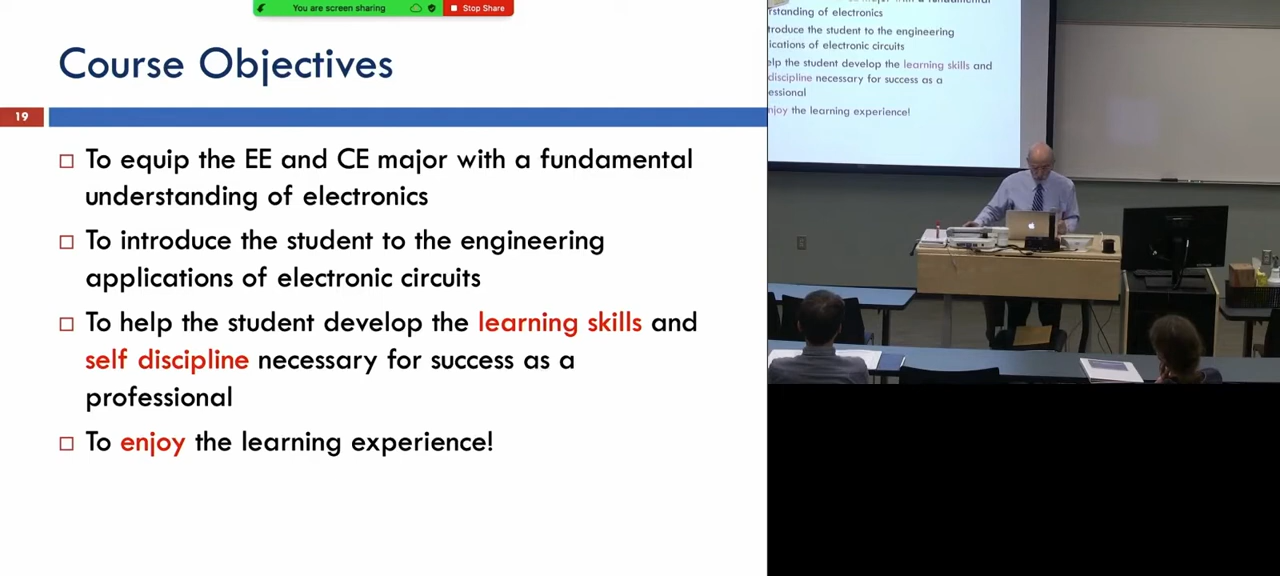 You are screen sharing
Stop Share
Course Objectives
19
To equip the EE and CE major with a fundamental
understanding of electronics
To introduce the student to the engineering
applications of electronic circuits
To help the student develop the learning skills and
self discipline necessary for success as a
professional
To enjoy the learning experience!
rstanding of electronics
troduce the student to the engineering
ications of electronic circuits
elp the student develop the learning skills and
discipline necessary for success as a
essional
njoy the learning experience!